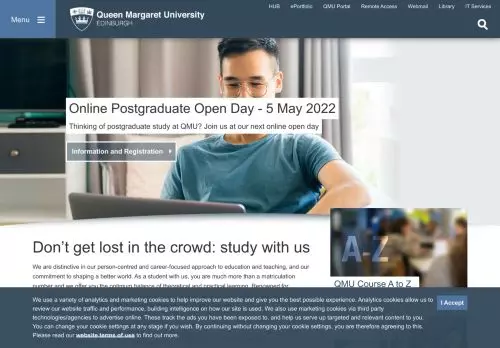 HUB ePortfolio QMU Portal Remote Access Webmail Library IT Services
Menu
Queen Margaret University
EDINBURGH
Online Postgraduate Open Day - 5 May 2022
Thinking of postgraduate study at QMU? Join us at our next online open day
Information and Registration
Don’t get lost in the crowd: study with us
We are distinctive in our person-centred and career-focused approach to education and teaching, and our
commitment to shaping a better world. As a student with us, you are much more than a matriculation
number and we offer you the optimum balance of theoretical and practical learning. Renowned for
A-Z
QMU Course A to Z
We use a variety of analytics and marketing cookies to help improve our website and give you the best possible experience. Analytics cookies allow us to
review our website traffic and performance, building intelligence on how our site is used. We also use marketing cookies via third party
technologies/agencies to advertise online. These track the ads you have been exposed to, and help us serve up targeted and relevant content to you.
You can change your cookie settings at any stage if you wish. By continuing without changing your cookie settings, you are therefore agreeing to this.
Please read our website terms of use to find out more.
I Accept